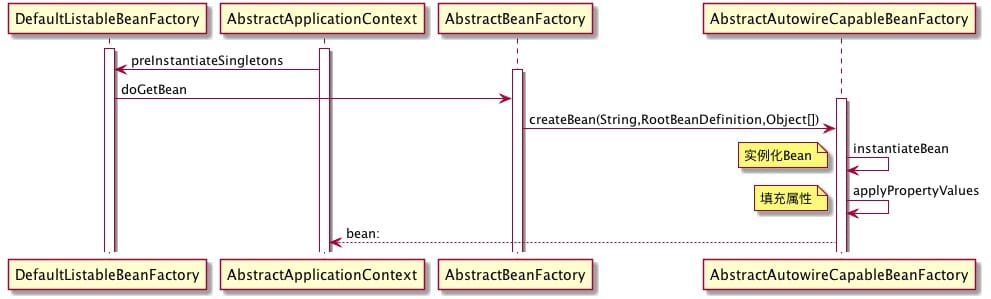 DefaultListableBeanFactory
AbstractApplicationContext
AbstractBeanFactory
AbstractAutowireCapableBeanFactory
preInstantiateSingletons
doGetBean
createBean(String,RootBeanDefinition,Object[])
实例化Bean
instantiateBean
填充属性
applyPropertyValues
bean:
DefaultListableBeanFactory
AbstractApplicationContext
AbstractBeanFactory
AbstractAutowireCapableBeanFactory